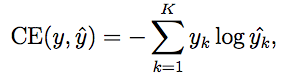 CE(y, ŷ) = − ∑_{k=1}^{K} y_k log ŷ_k,